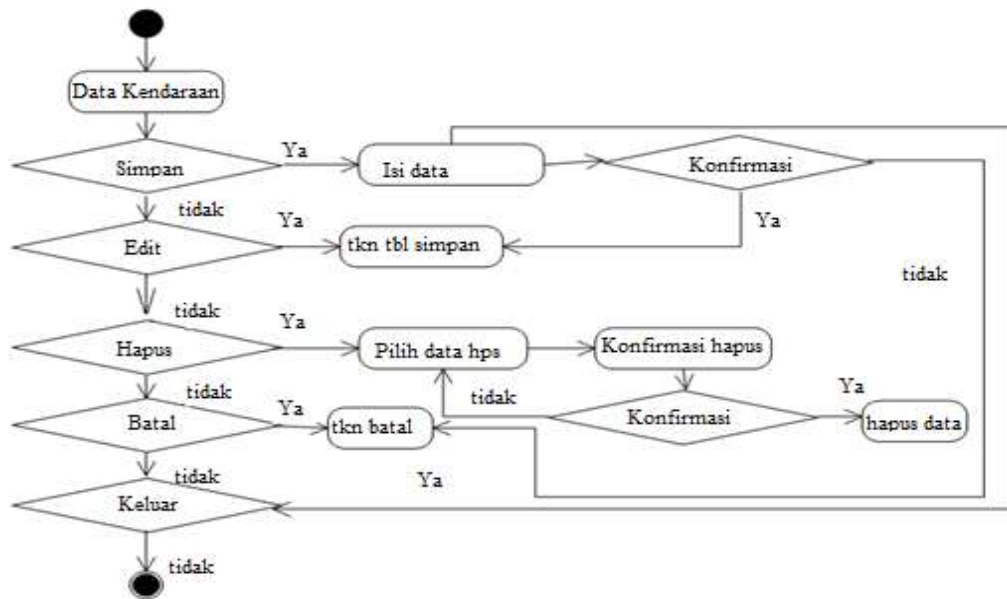 Data Kendaraan
Simpan
Ya
Isi data
Konfirmasi
tidak
Ya
Ya
Edit
tkn tbl simpan
tidak
tidak
Ya
Hapus
Pilih data hps
Konfirmasi hapus
tidak
Ya
tidak
Ya
Batal
tkn batal
Konfirmasi
hapus data
tidak
Ya
Keluar
tidak